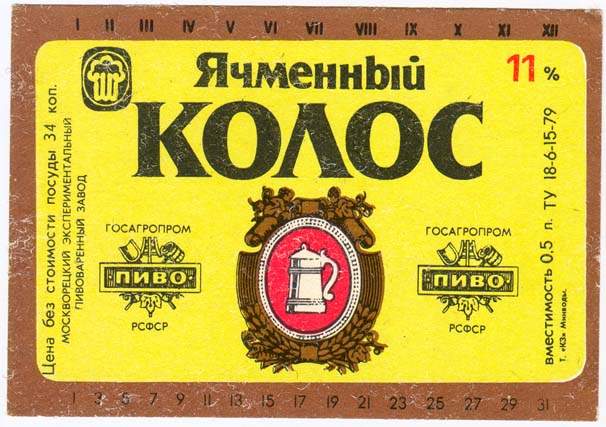 I II III IV V VI VII VIII IX X XI XII
Ячменный
11 %
КОЛОС
Цена без стоимости посуды 34 коп.
МОСКВОРЕЦКИЙ ЭКСПЕРИМЕНТАЛЬНЫЙ
ПИВОВАРЕННЫЙ ЗАВОД
ГОСАГРОПРОМ
ПИВО
РСФСР
ГОСАГРОПРОМ
ПИВО
РСФСР
вместимость 0,5 л. ТУ 18-6-15-79
Т. «КЗ» Минводы.
1 3 5 7 9 11 13 15 17 19 21 23 25 27 29 31